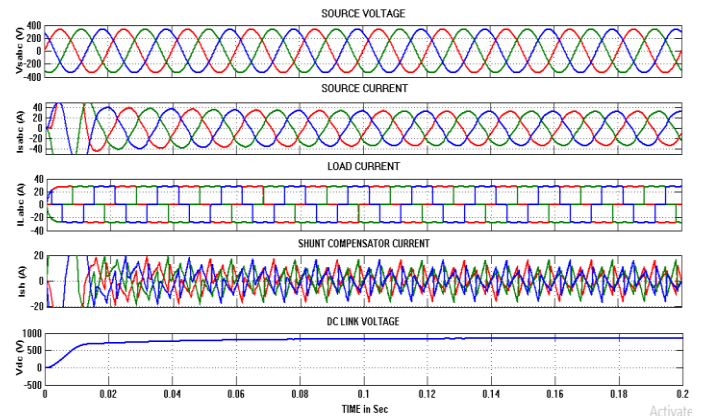 SOURCE VOLTAGE
Vsabc (V)
400
200
0
-200
-400
SOURCE CURRENT
Isabc (A)
40
20
0
-20
-40
LOAD CURRENT
ILabc (A)
40
20
0
-20
-40
SHUNT COMPENSATOR CURRENT
Ish (A)
20
0
-20
DC LINK VOLTAGE
Vdc (V)
1000
500
0
-500
0 0.02 0.04 0.06 0.08 0.1 0.12 0.14 0.16 0.18 0.2
TIME in Sec
Activate